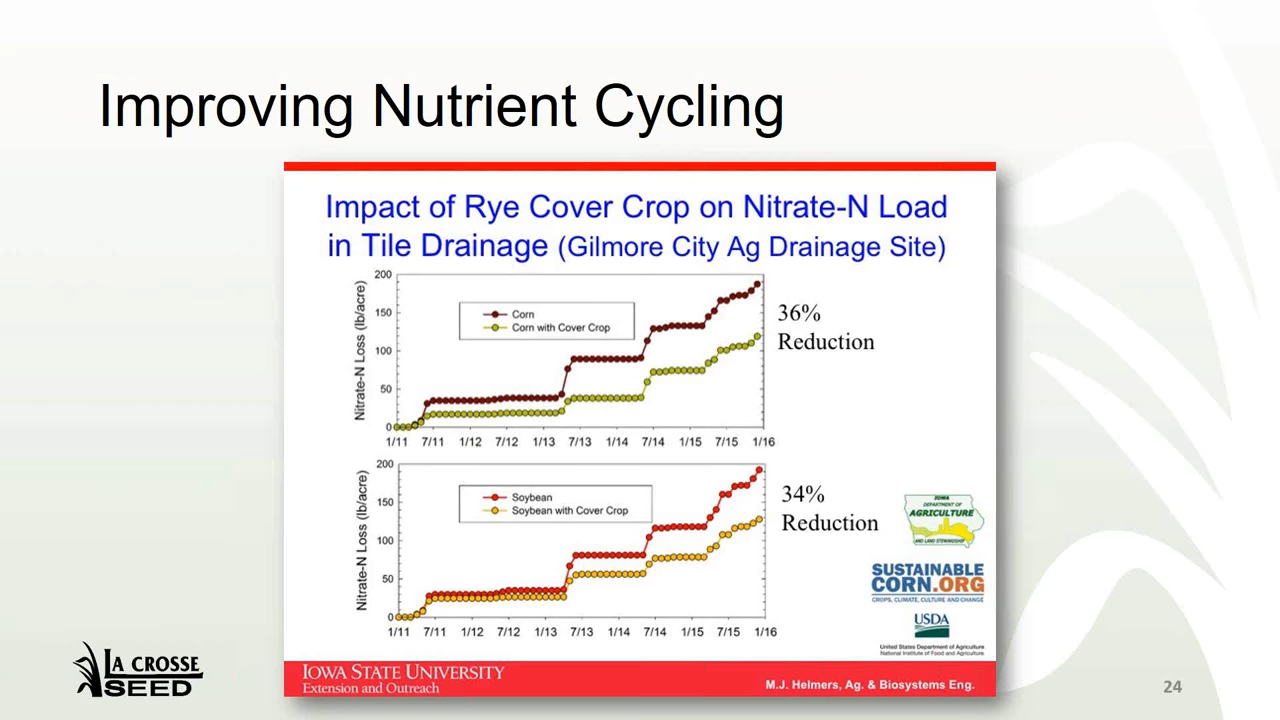 Improving Nutrient Cycling
Impact of Rye Cover Crop on Nitrate-N Load
in Tile Drainage (Gilmore City Ag Drainage Site)
Nitrate-N Loss (lb/acre)
200
150
100
50
0
Corn
Corn with Cover Crop
1/11 7/11 1/12 7/12 1/13 7/13 1/14 7/14 1/15 7/15 1/16
36%
Reduction
Nitrate-N Loss (lb/acre)
200
150
100
50
0
Soybean
Soybean with Cover Crop
1/11 7/11 1/12 7/12 1/13 7/13 1/14 7/14 1/15 7/15 1/16
34%
Reduction
IOWA
DEPARTMENT OF
AGRICULTURE
AND LAND STEWARDSHIP
SUSTAINABLE
CORN.ORG
CROPS, CLIMATE, CULTURE AND CHANGE
USDA
United States Department of Agriculture
National Institute of Food and Agriculture
IOWA STATE UNIVERSITY
Extension and Outreach
M.J. Helmers, Ag. & Biosystems Eng.
LA CROSSE
SEED
24